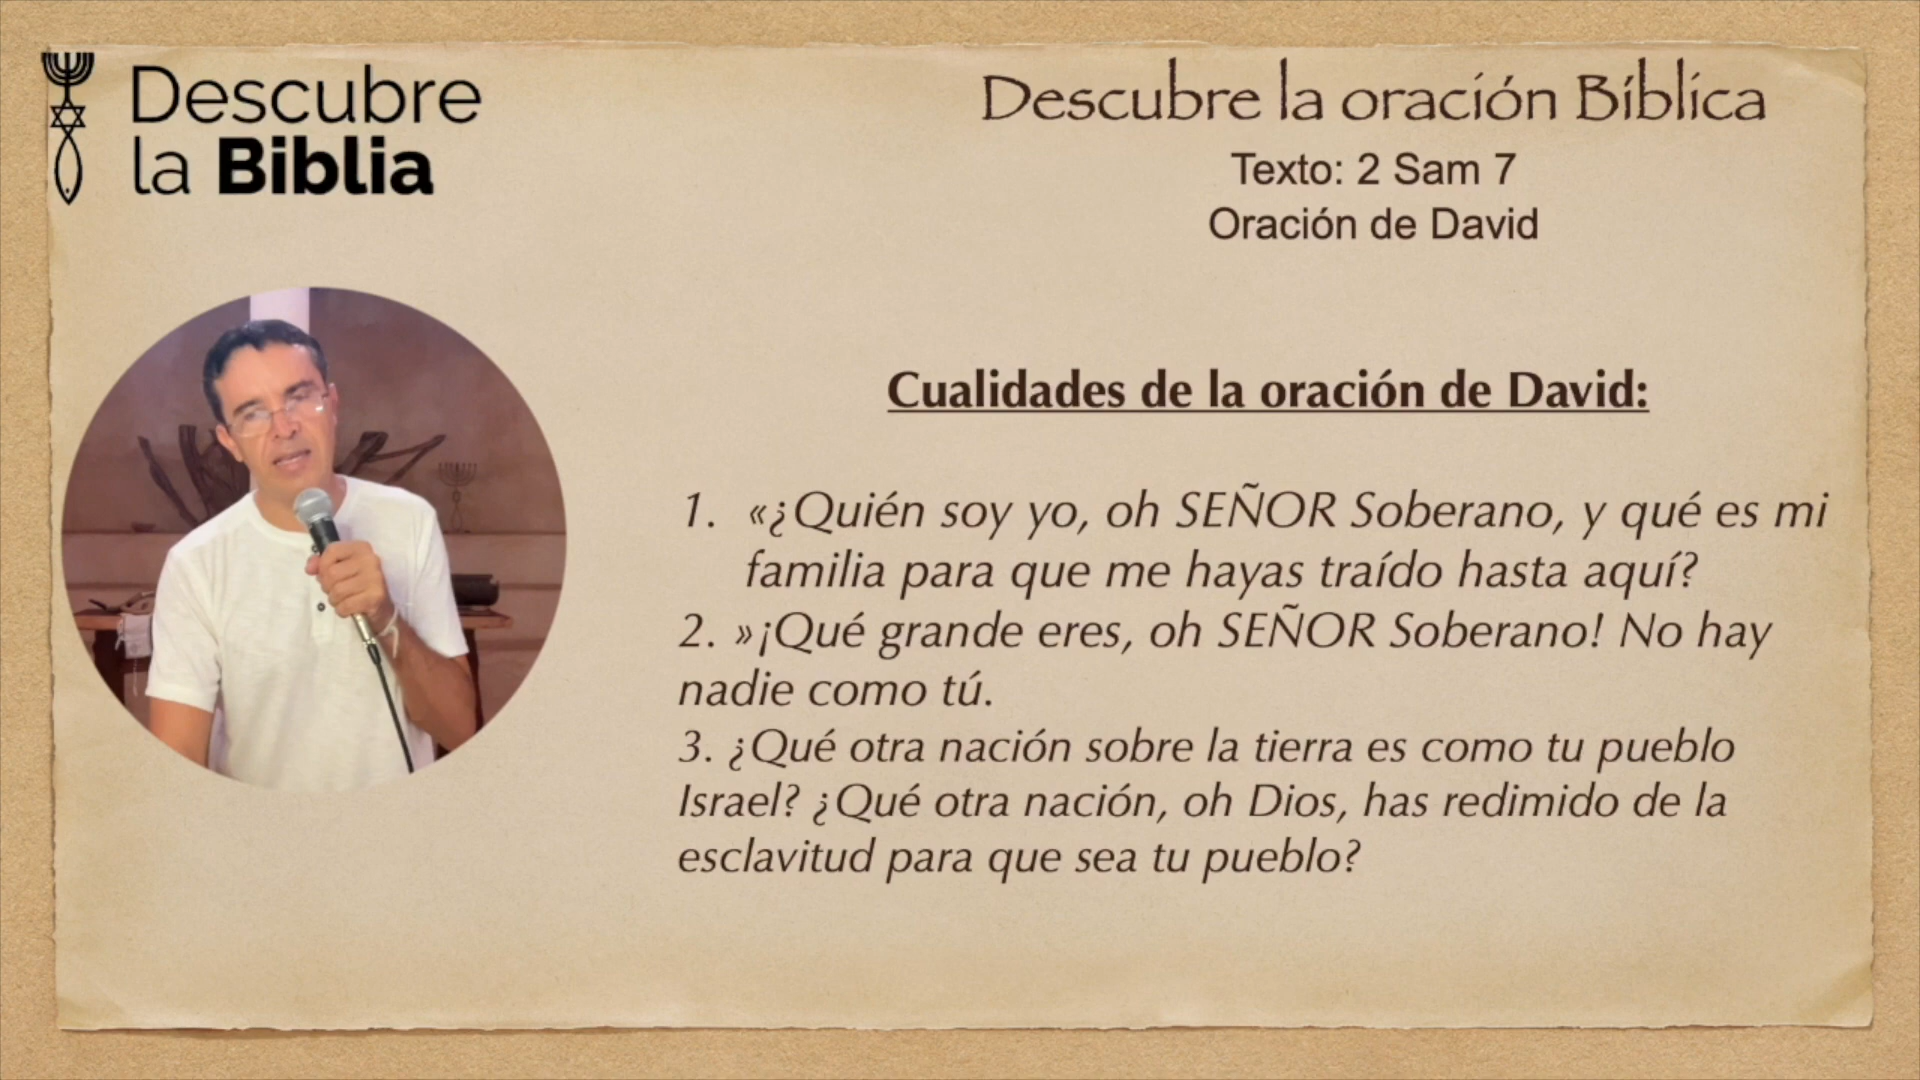 Descubre
la Biblia
Descubre la oración Bíblica
Texto: 2 Sam 7
Oración de David
Cualidades de la oración de David:
1. «¿Quién soy yo, oh SEÑOR Soberano, y qué es mi
familia para que me hayas traído hasta aquí?
2. »¡Qué grande eres, oh SEÑOR Soberano! No hay
nadie como tú.
3. ¿Qué otra nación sobre la tierra es como tu pueblo
Israel? ¿Qué otra nación, oh Dios, has redimido de la
esclavitud para que sea tu pueblo?